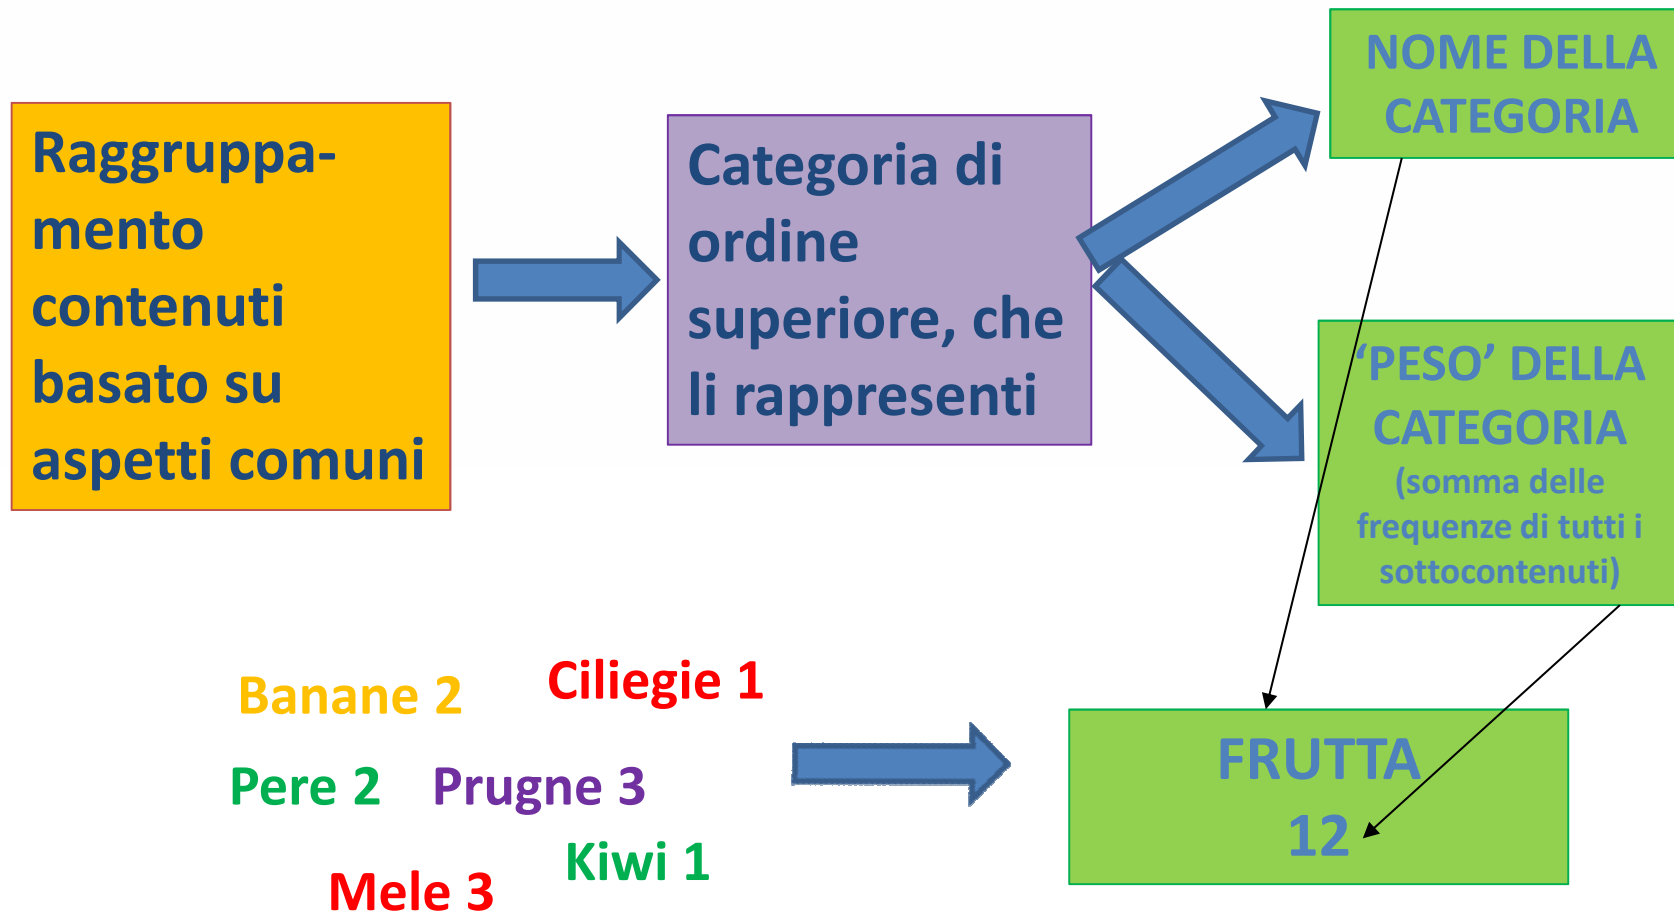 Raggruppa-
mento
contenuti
basato su
aspetti comuni
Categoria di
ordine
superiore, che
li rappresenti
NOME DELLA
CATEGORIA
‘PESO’ DELLA
CATEGORIA
(somma delle
frequenze di tutti i
sottocontenuti)
Banane 2
Ciliegie 1
Pere 2
Prugne 3
Kiwi 1
Mele 3
FRUTTA
12